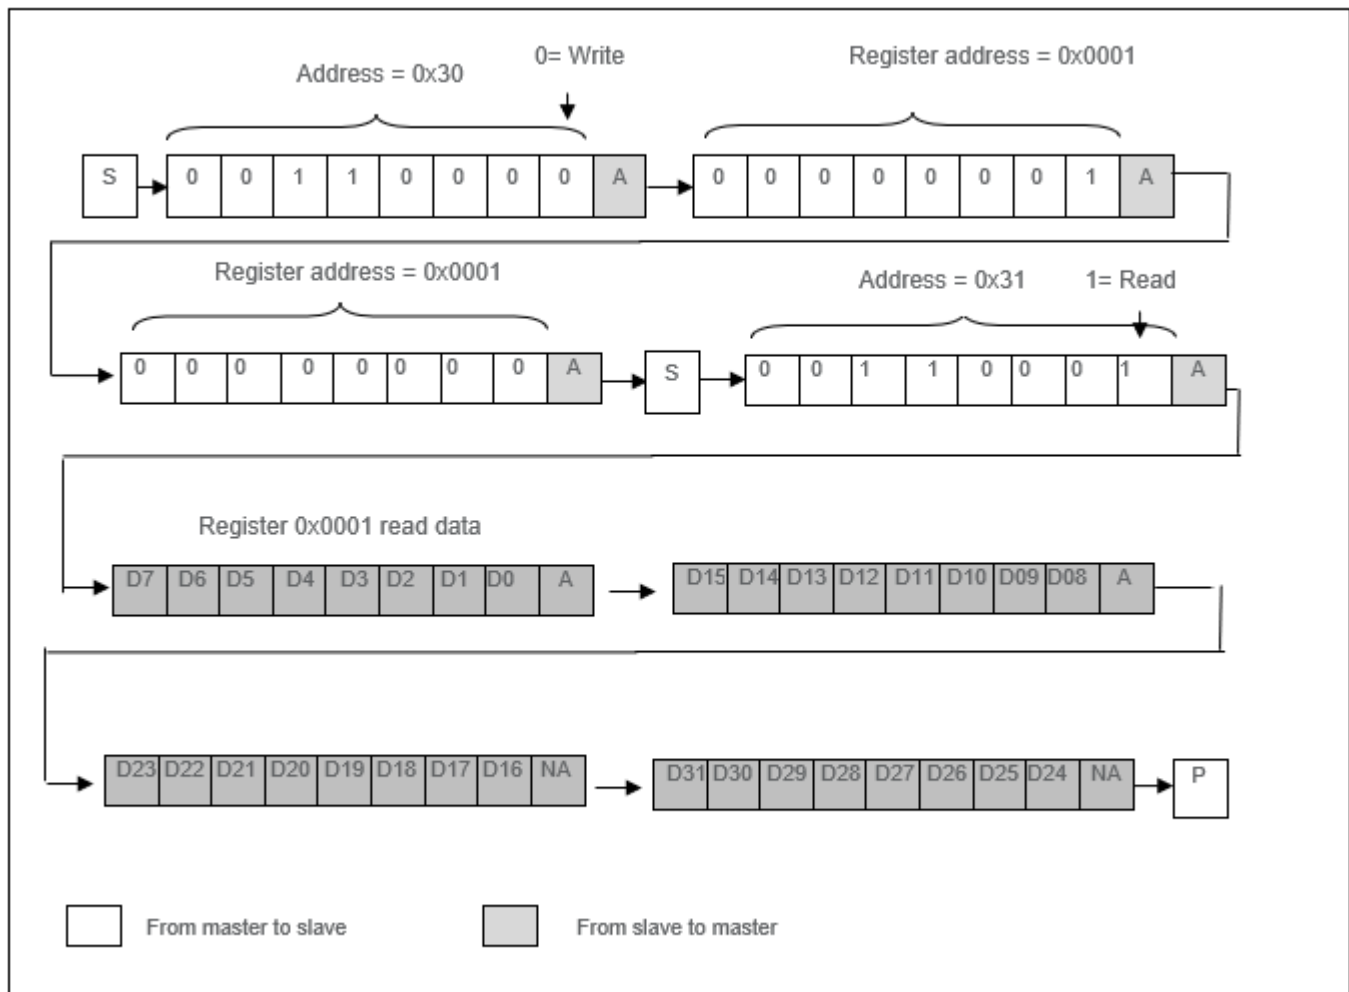 Address = 0x30 0= Write Register address = 0x0001
S 0 0 1 1 0 0 0 0 A 0 0 0 0 0 0 0 1 A
Register address = 0x0001 Address = 0x31 1= Read
0 0 0 0 0 0 0 0 A S 0 0 1 1 0 0 0 1 A
Register 0x0001 read data
D7 D6 D5 D4 D3 D2 D1 D0 A D15 D14 D13 D12 D11 D10 D09 D08 A
D23 D22 D21 D20 D19 D18 D17 D16 NA D31 D30 D29 D28 D27 D26 D25 D24 NA P
From master to slave From slave to master